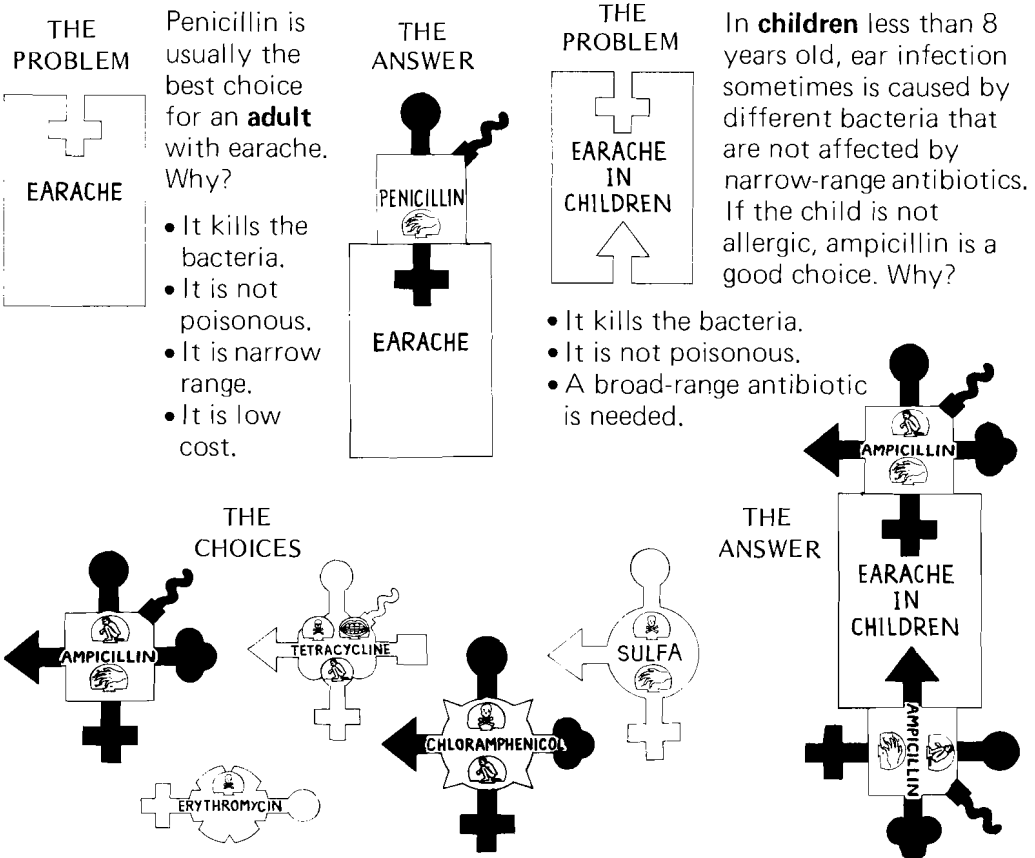 THE
PROBLEM
EARACHE
Penicillin is
usually the
best choice
for an adult
with earache.
Why?
• It kills the
bacteria.
• It is not
poisonous.
• It is narrow
range.
• It is low
cost.
THE
ANSWER
PENICILLIN
EARACHE
THE
PROBLEM
EARACHE
IN
CHILDREN
In children less than 8
years old, ear infection
sometimes is caused by
different bacteria that
are not affected by
narrow-range antibiotics.
If the child is not
allergic, ampicillin is a
good choice. Why?
• It kills the bacteria.
• It is not poisonous.
• A broad-range antibiotic
is needed.
THE
CHOICES
AMPICILLIN
TETRACYCLINE
CHLORAMPHENICOL
SULFA
ERYTHROMYCIN
THE
ANSWER
AMPICILLIN
EARACHE
IN
CHILDREN
AMPICILLIN